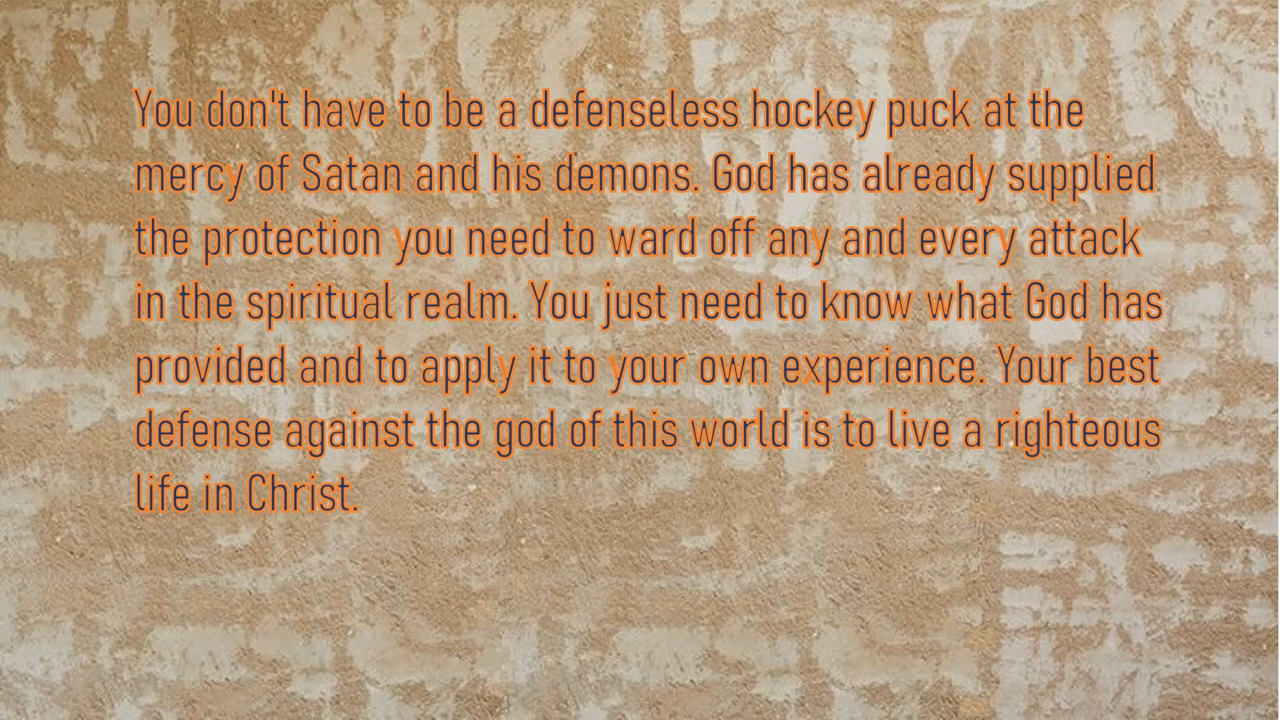 You don't have to be a defenseless hockey puck at the
mercy of Satan and his demons. God has already supplied
the protection you need to ward off any and every attack
in the spiritual realm. You just need to know what God has
provided and to apply it to your own experience. Your best
defense against the god of this world is to live a righteous
life in Christ.